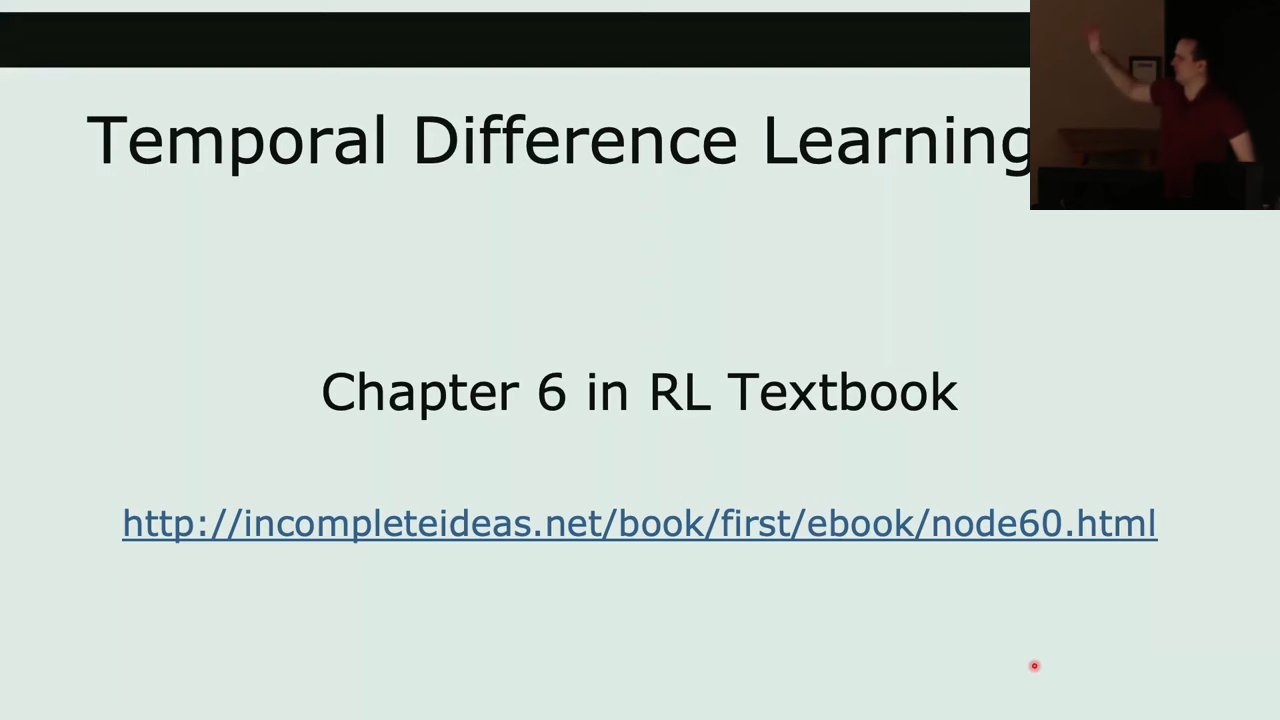 Temporal Difference Learning
Chapter 6 in RL Textbook
http://incompleteideas.net/book/first/ebook/node60.html